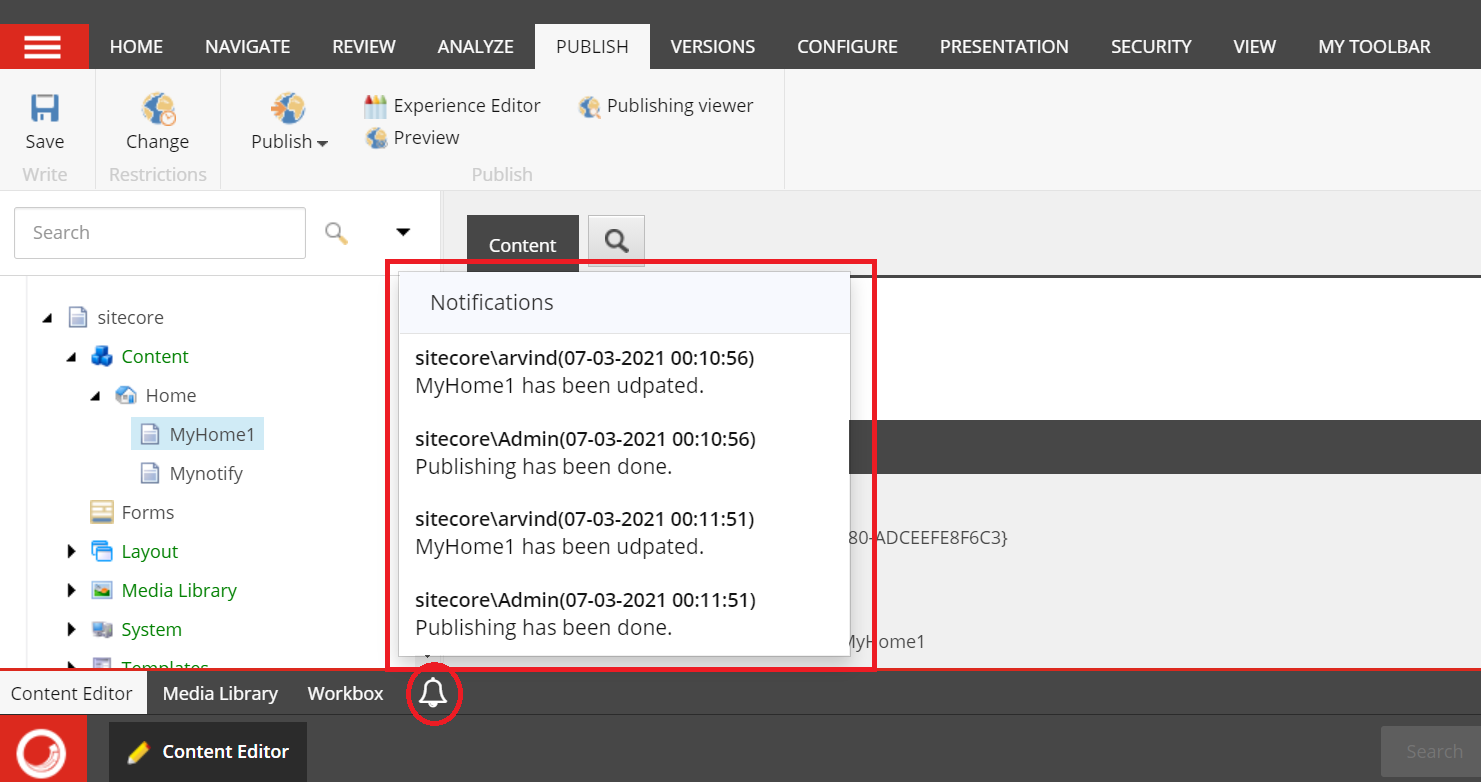 HOME NAVIGATE REVIEW ANALYZE PUBLISH VERSIONS CONFIGURE PRESENTATION SECURITY VIEW MY TOOLBAR
Save
Write
Change
Restrictions
Publish
Experience Editor
Preview
Publishing viewer
Publish
Search
Content
sitecore
Content
Home
MyHome1
Mynotify
Forms
Layout
Media Library
System
Templates
Notifications
sitecore\arvind(07-03-2021 00:10:56)
MyHome1 has been udpated.
sitecore\Admin(07-03-2021 00:10:56)
Publishing has been done.
sitecore\arvind(07-03-2021 00:11:51)
MyHome1 has been udpated.
sitecore\Admin(07-03-2021 00:11:51)
Publishing has been done.
80-ADCEEFE8F6C3}
MyHome1
Content Editor Media Library Workbox
Content Editor
Search